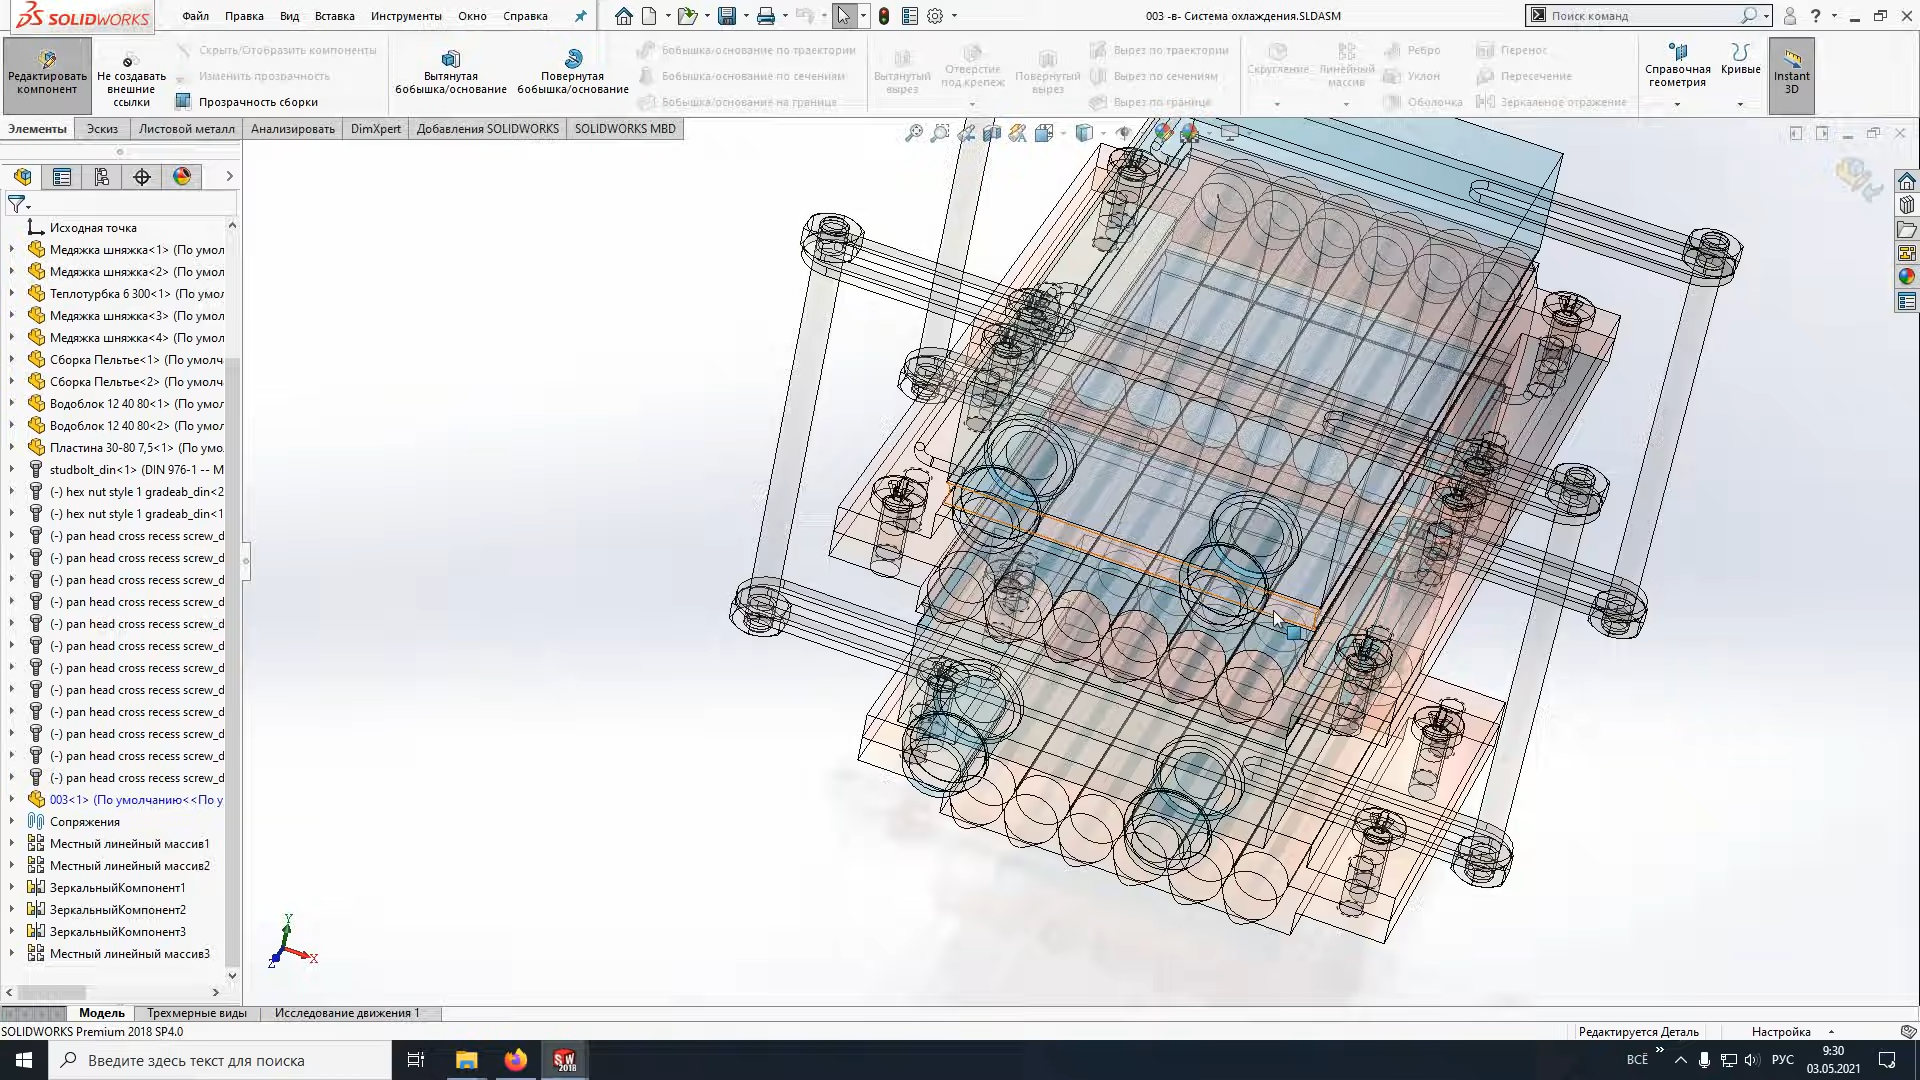 SOLIDWORKS
Файл
Правка
Вид
Вставка
Инструменты
Окно
Справка
003 -в- Система охлаждения.SLDASM
Поиск команд
Редактировать компонент
Не создавать внешние ссылки
Скрыть/Отобразить компоненты
Изменить прозрачность
Прозрачность сборки
Вытянутая бобышка/основание
Повернутая бобышка/основание
Бобышка/основание по траектории
Бобышка/основание по сечениям
Бобышка/основание на границе
Вытянутый вырез
Отверстие под крепеж
Повернутый вырез
Вырез по траектории
Вырез по сечениям
Вырез по границе
Скругление
Линейный массив
Ребро
Уклон
Оболочка
Перенос
Пересечение
Зеркальное отражение
Справочная геометрия
Кривые
Instant 3D
Элементы
Эскиз
Листовой металл
Анализировать
DimXpert
Добавления SOLIDWORKS
SOLIDWORKS MBD
Исходная точка
Медяжка шняжка<1> (По умол
Медяжка шняжка<2> (По умол
Теплотурбка 6 300<1> (По умол
Медяжка шняжка<3> (По умол
Медяжка шняжка<4> (По умол
Сборка Пельтье<1> (По умолч
Сборка Пельтье<2> (По умолч
Водоблок 12 40 80<1> (По умол
Водоблок 12 40 80<2> (По умол
Пластина 30-80 7,5<1> (По умо
studbolt_din<1> (DIN 976-1 -- M
(-) hex nut style 1 gradeab_din<2
(-) hex nut style 1 gradeab_din<1
(-) pan head cross recess screw_d
(-) pan head cross recess screw_d
(-) pan head cross recess screw_d
(-) pan head cross recess screw_d
(-) pan head cross recess screw_d
(-) pan head cross recess screw_d
(-) pan head cross recess screw_d
(-) pan head cross recess screw_d
(-) pan head cross recess screw_d
(-) pan head cross recess screw_d
(-) pan head cross recess screw_d
(-) pan head cross recess screw_d
003<1> (По умолчанию<<По у
Сопряжения
Местный линейный массив1
Местный линейный массив2
ЗеркальныйКомпонент1
ЗеркальныйКомпонент2
ЗеркальныйКомпонент3
Местный линейный массив3
Y
X
Z
Модель
Трехмерные виды
Исследование движения 1
SOLIDWORKS Premium 2018 SP4.0
Редактируется Деталь
Настройка
Введите здесь текст для поиска
SW 2018
ВСЁ
РУС
9:30
03.05.2021